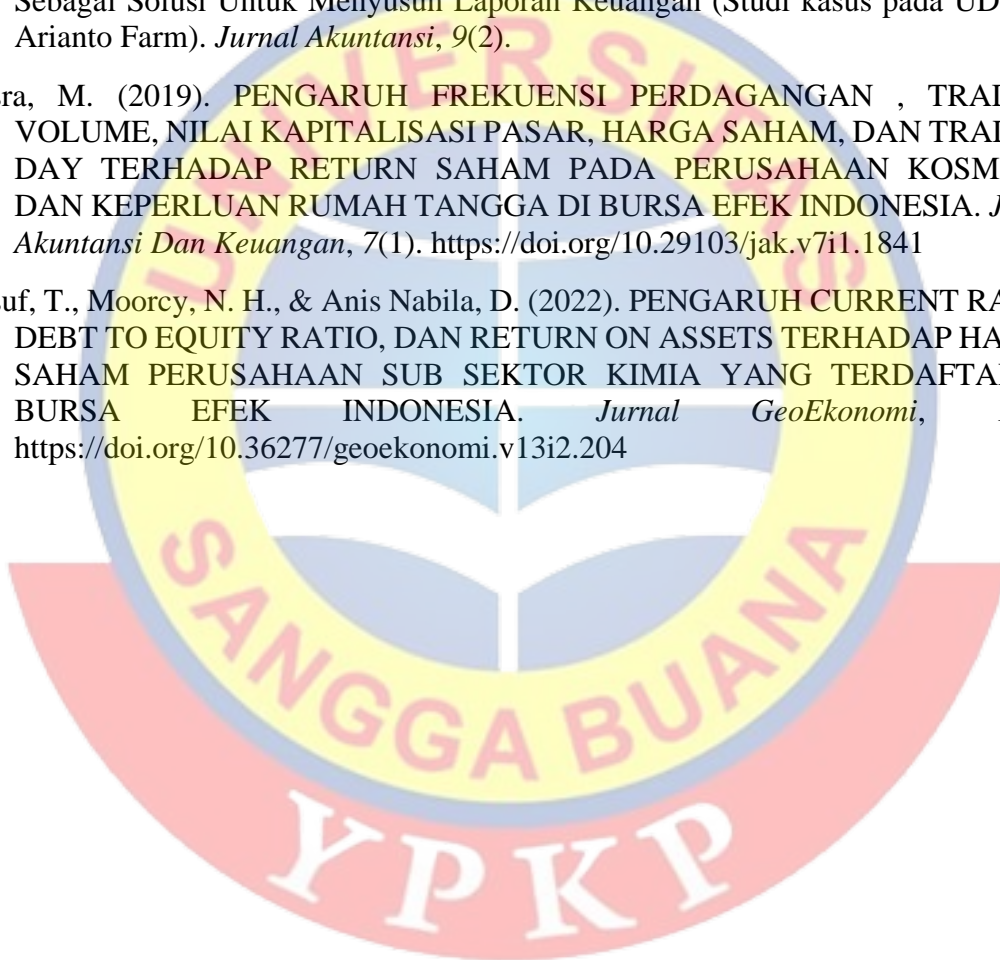 Sebagai Solusi Untuk Menyusun Laporan Keuangan (Studi kasus pada UD
Arianto Farm). Jurnal Akuntansi, 9(2).
ra, M. (2019). PENGARUH FREKUENSI PERDAGANGAN , TRAD
VOLUME, NILAI KAPITALISASI PASAR, HARGA SAHAM, DAN TRAD
DAY TERHADAP RETURN SAHAM PADA PERUSAHAAN KOSM
DAN KEPERLUAN RUMAH TANGGA DI BURSA EFEK INDONESIA. J
Akuntansi Dan Keuangan, 7(1). https://doi.org/10.29103/jak.v7i1.1841
uf, T., Moorcy, N. H., & Anis Nabila, D. (2022). PENGARUH CURRENT RA
DEBT TO EQUITY RATIO, DAN RETURN ON ASSETS TERHADAP HA
SAHAM PERUSAHAAN SUB SEKTOR KIMIA YANG TERDAFTA
BURSA EFEK INDONESIA. Jurnal GeoEkonomi,
https://doi.org/10.36277/geoekonomi.v13i2.204
UNIVERSITAS
SANGGA BUANA
YPKP